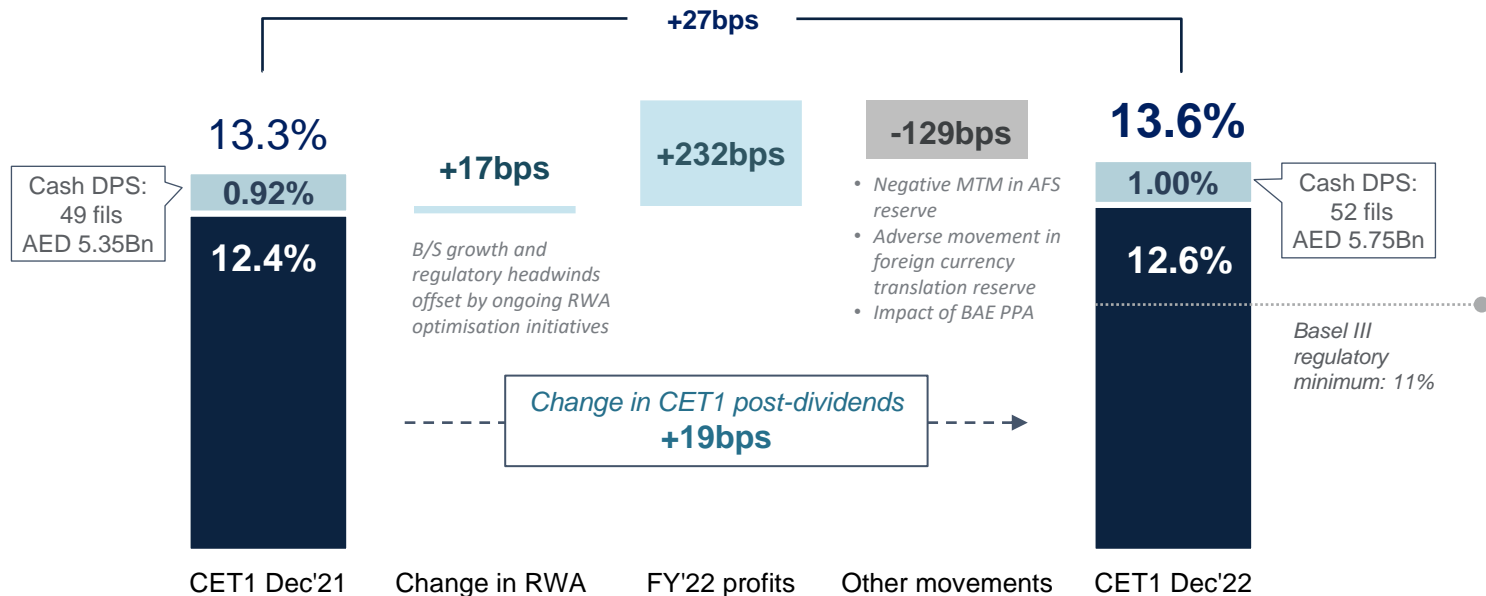 +27bps
13.3%
Cash DPS:
49 fils
AED 5.35Bn
0.92%
12.4%
+17bps
B/S growth and
regulatory headwinds
offset by ongoing RWA
optimisation initiatives
+232bps
-129bps
• Negative MTM in AFS
reserve
• Adverse movement in
foreign currency
translation reserve
• Impact of BAE PPA
13.6%
1.00%
12.6%
Cash DPS:
52 fils
AED 5.75Bn
Basel III
regulatory
minimum: 11%
Change in CET1 post-dividends
+19bps
CET1 Dec'21
Change in RWA
FY'22 profits
Other movements
CET1 Dec'22